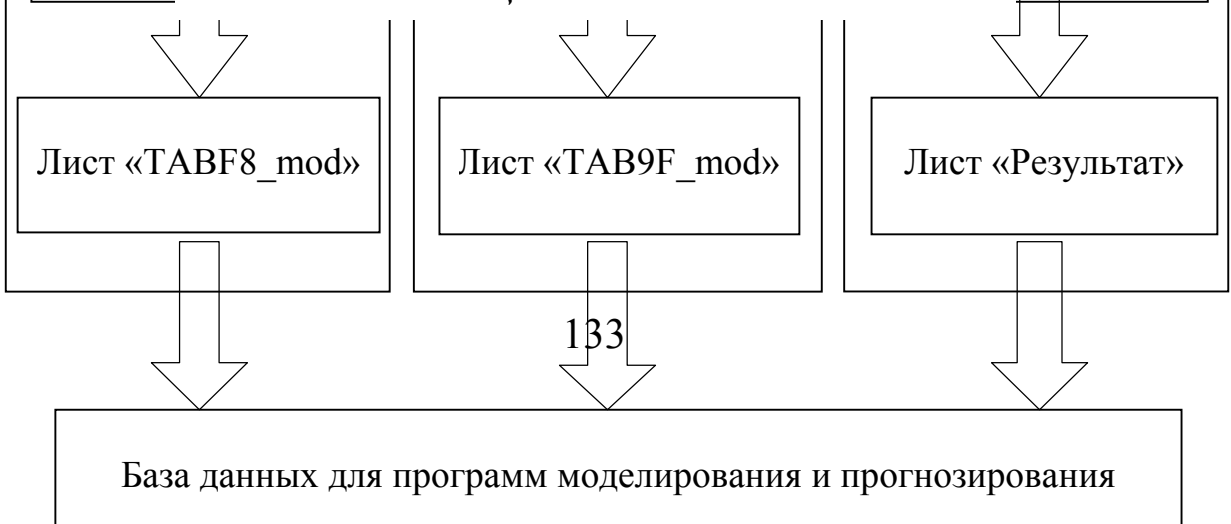 Лист «TABF8_mod»
Лист «TAB9F_mod»
Лист «Результат»
133
База данных для программ моделирования и прогнозирования